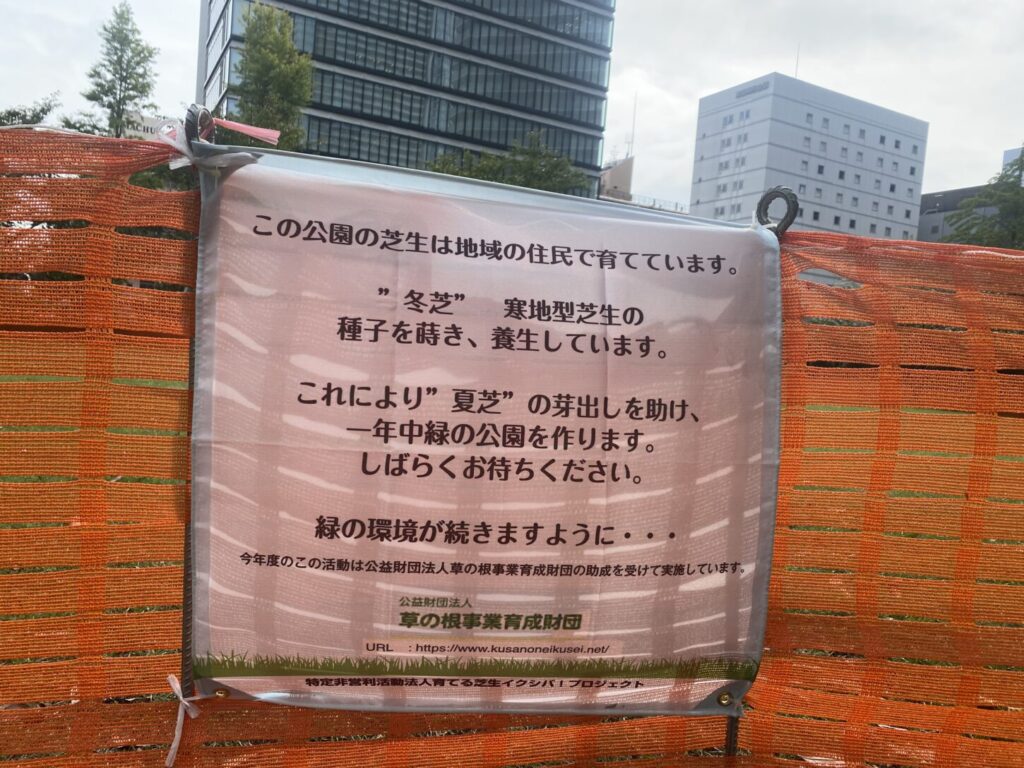 この公園の芝生は地域の住民で育てています。
”冬芝”　寒地型芝生の
種子を蒔き、養生しています。
これにより”夏芝”の芽出しを助け、
一年中緑の公園を作ります。
しばらくお待ちください。
緑の環境が続きますように・・・
今年度のこの活動は公益財団法人草の根事業育成財団の助成を受けて実施しています。
公益財団法人
草の根事業育成財団
URL　: https://www.kusanoneikusei.net/
特定非営利活動法人育てる芝生イクシバ！プロジェクト